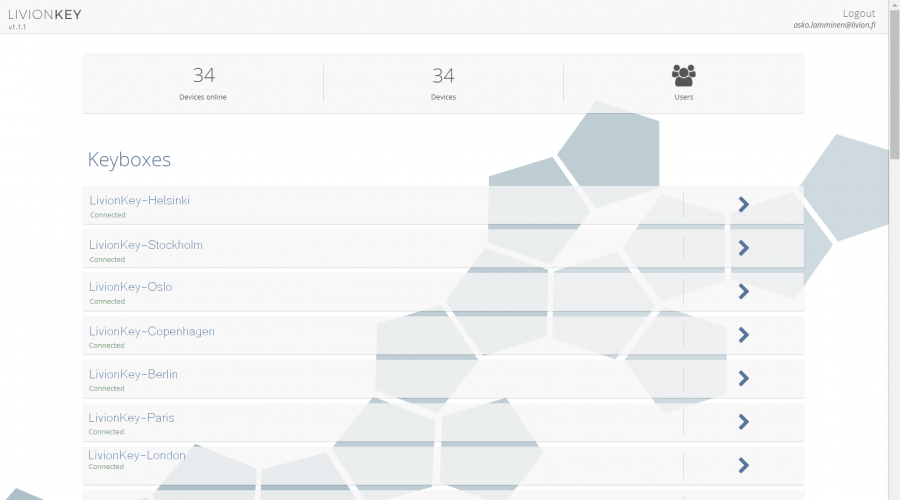 LIVIONKEY
v1.1.1
Logout
asko.lamminen@livion.fi
34
Devices online
34
Devices
Users
Keyboxes
LivionKey-Helsinki
Connected
LivionKey-Stockholm
Connected
LivionKey-Oslo
Connected
LivionKey-Copenhagen
Connected
LivionKey-Berlin
Connected
LivionKey-Paris
Connected
LivionKey-London
Connected